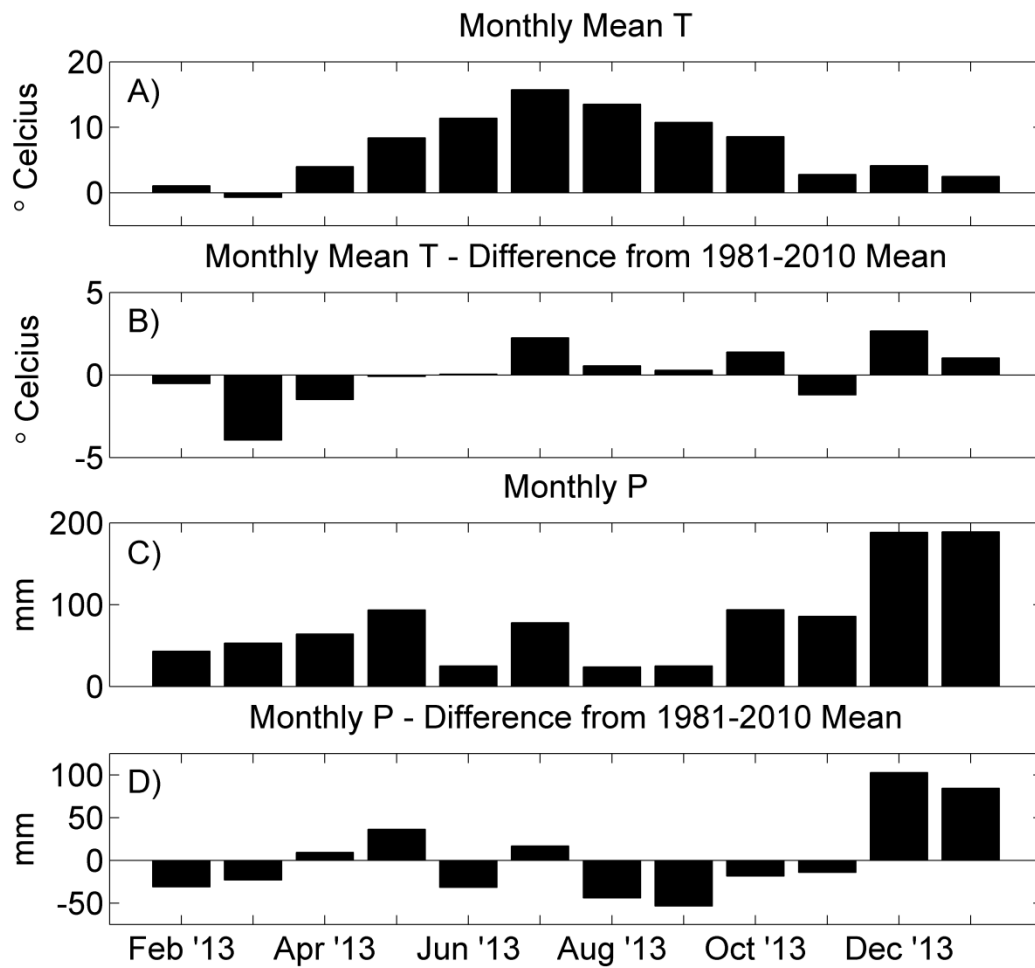 Monthly Mean T
A)
° Celcius
20
10
0
Monthly Mean T - Difference from 1981-2010 Mean
B)
° Celcius
5
0
-5
Monthly P
C)
mm
200
100
0
Monthly P - Difference from 1981-2010 Mean
D)
mm
100
50
0
-50
Feb '13 Apr '13 Jun '13 Aug '13 Oct '13 Dec '13